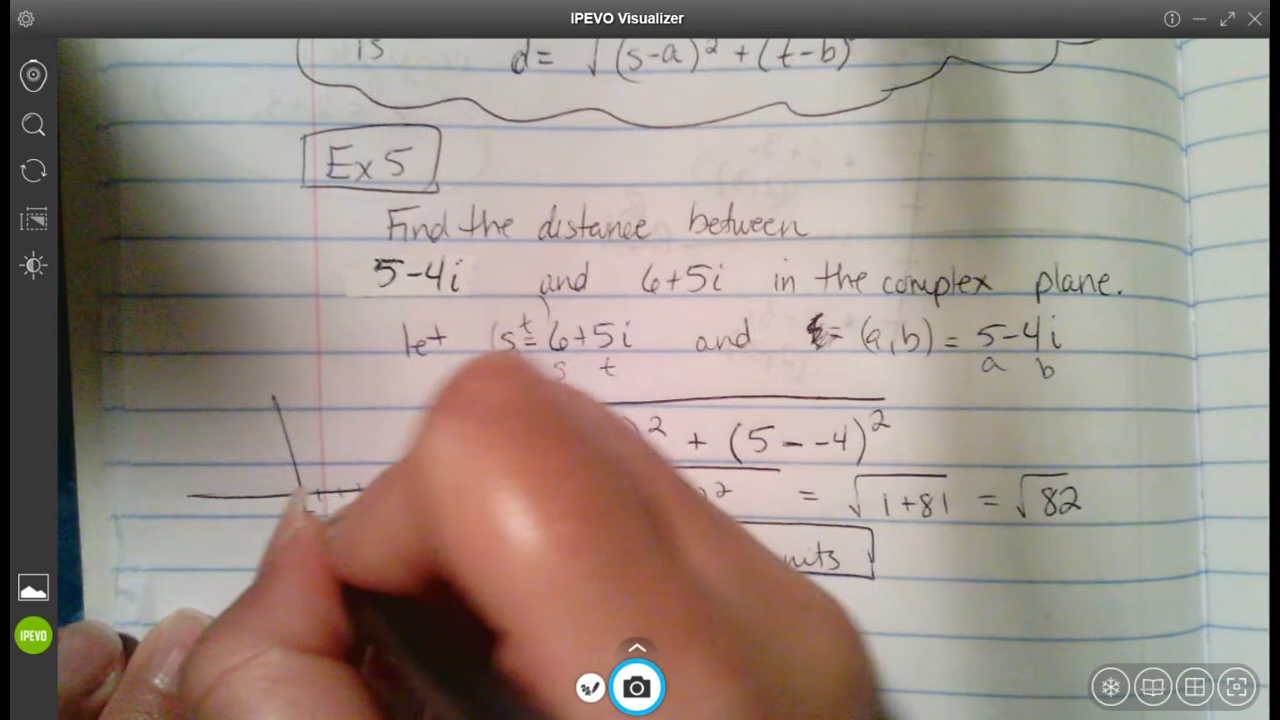 IPEVO Visualizer
is d= √(s-a)² + (t-b)
Ex 5
Find the distance between
5-4i and 6+5i in the complex plane.
let (s t = 6+5i and = (a,b) = 5-4i
s t a b
)² + (5 - -4)²
² = √1+81 = √82
IPEVO